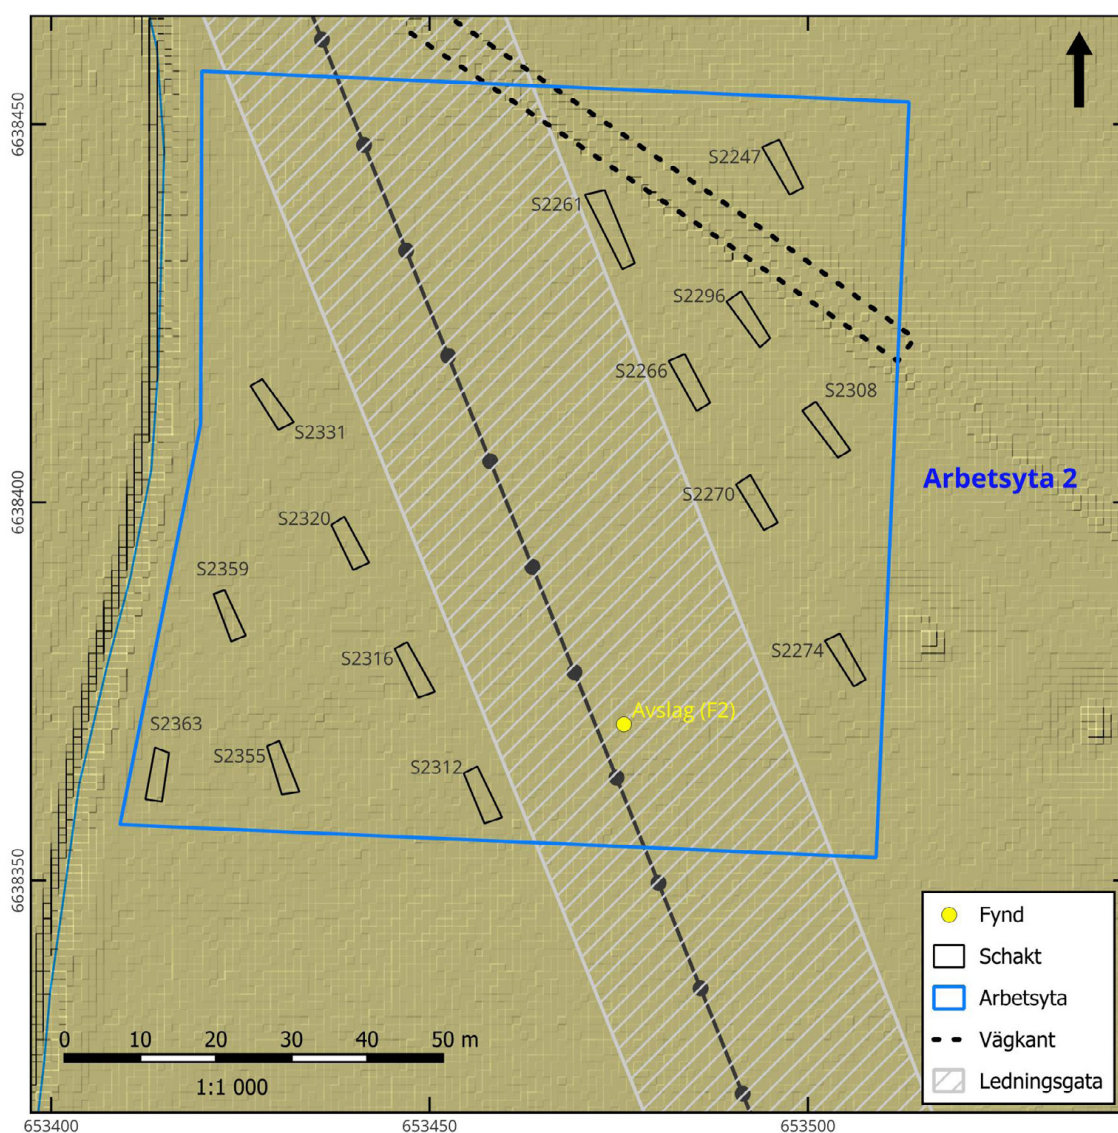 6638450
S2247
S2261
S2296
S2266
S2308
S2331
Arbetsyta 2
6638400
S2270
S2320
S2359
S2274
S2316
Avslag (F2)
S2363
S2355
S2312
6638350
Fynd
Schakt
Arbetsyta
Vägkant
Ledningsgata
0 10 20 30 40 50 m
1:1 000
653400 653450 653500